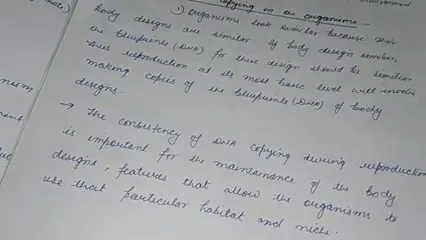 copying on the organisms.
·) Organisms look similar because their
body designs are similar. If body design similar,
the blueprints (DNA) for these design should be similar
thus reproduction at its most basic level will involve
making copies of the blueprints (DNA) of body
designs.
→ The consistency of DNA copying during reproduction
is important for the maintenance of the body
designs, features that allow the organisms to
use that particular habitat and niche.